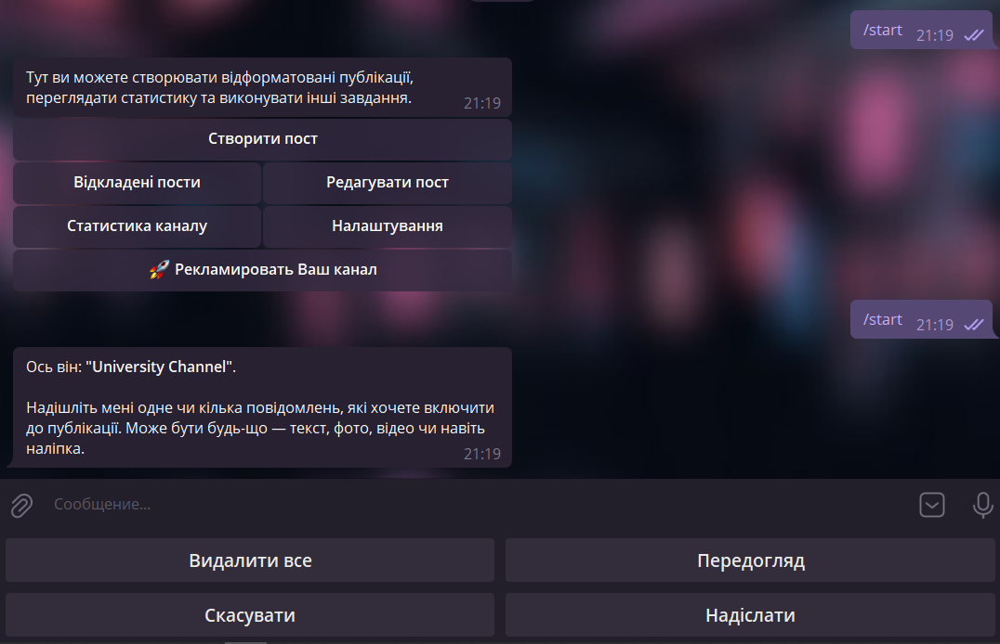 /start 21:19
Тут ви можете створювати відформатовані публікації,
переглядати статистику та виконувати інші завдання.
21:19
Створити пост
Відкладені пости
Редагувати пост
Статистика каналу
Налаштування
🚀 Рекламировать Ваш канал
/start 21:19
Ось він: "University Channel".
Надішліть мені одне чи кілька повідомлень, які хочете включити
до публікації. Може бути будь-що — текст, фото, відео чи навіть
наліпка.
21:19
Сообщение...
Видалити все
Передогляд
Скасувати
Надіслати